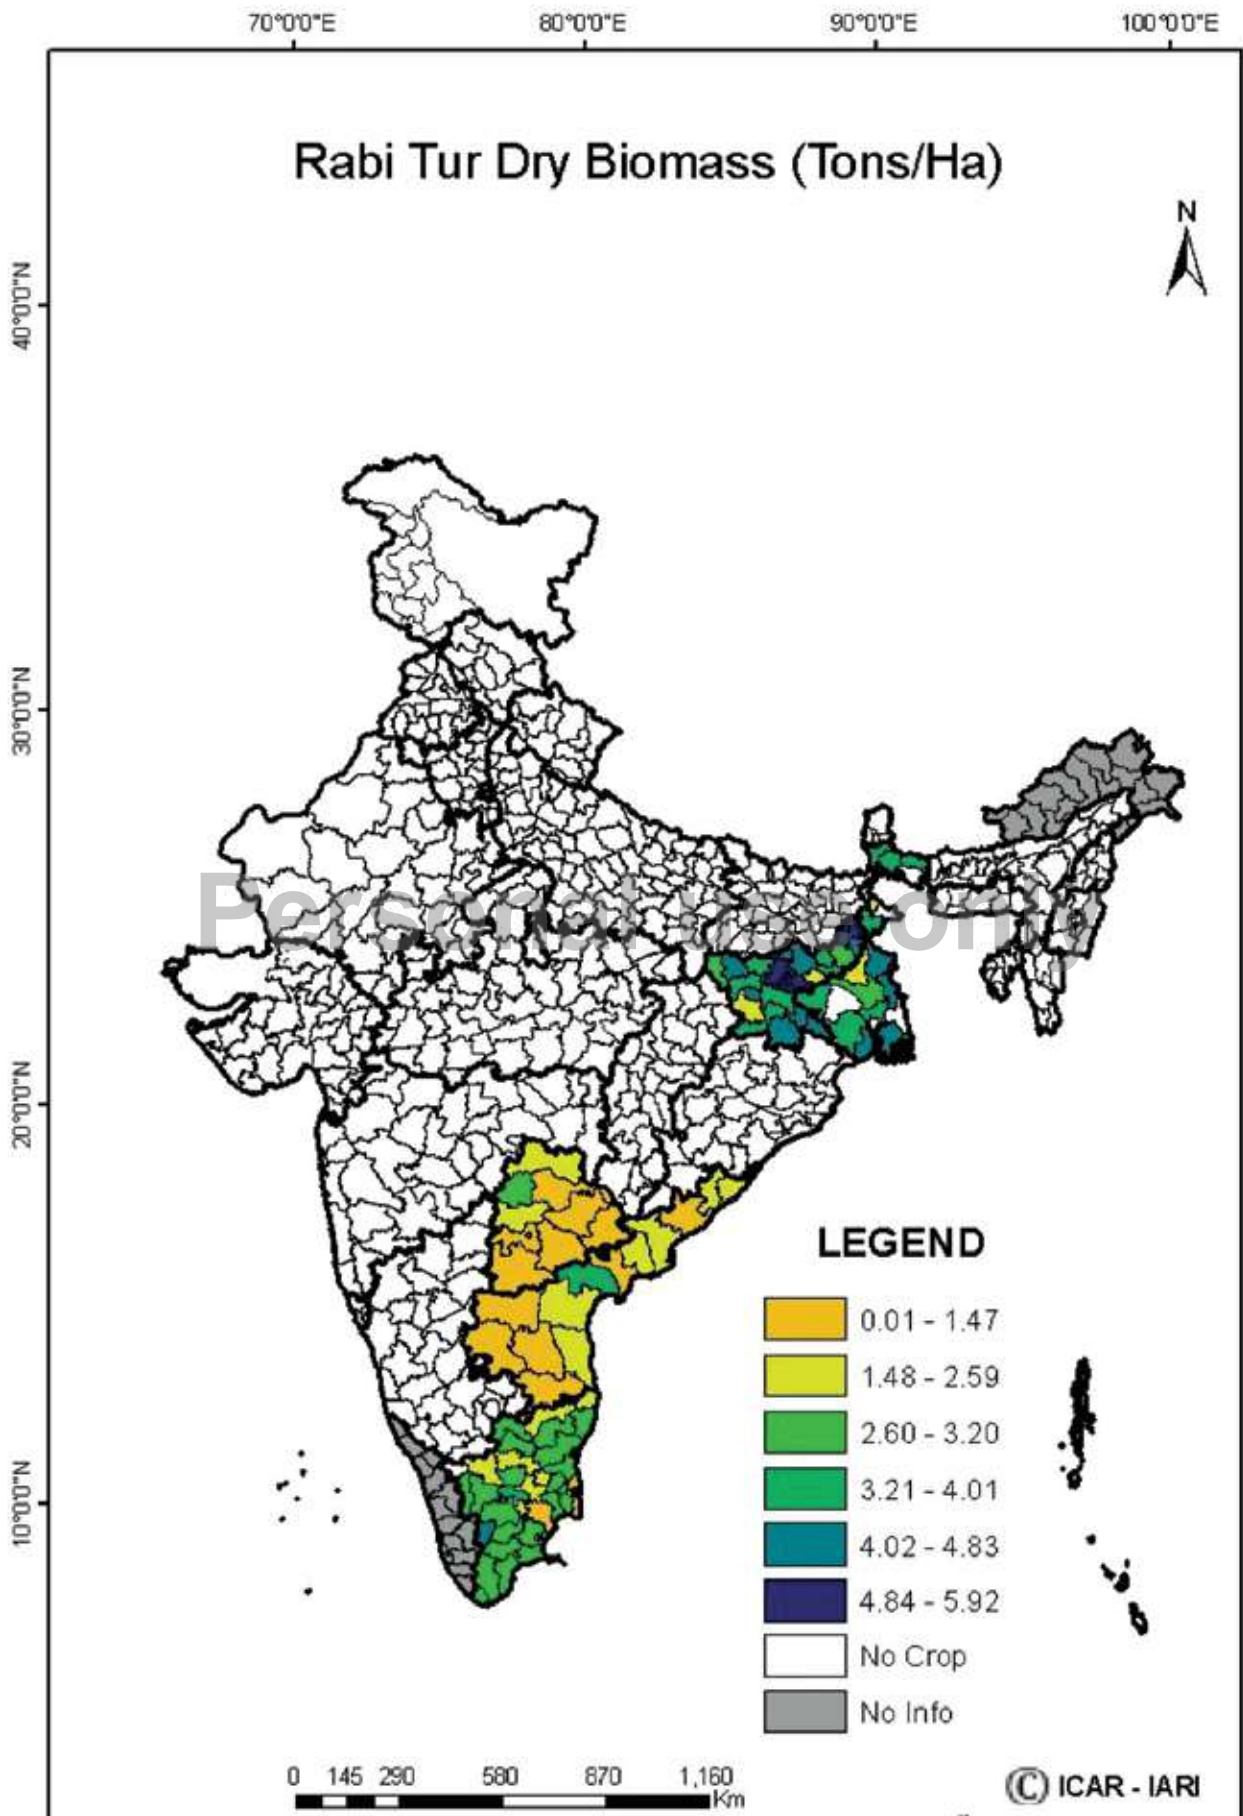 70°0'0"E 80°0'0"E 90°0'0"E 100°0'0"E
Rabi Tur Dry Biomass (Tons/Ha)
N
40°0'0"N
30°0'0"N
20°0'0"N
10°0'0"N
Personal use only
LEGEND
0.01 - 1.47
1.48 - 2.59
2.60 - 3.20
3.21 - 4.01
4.02 - 4.83
4.84 - 5.92
No Crop
No Info
0 145 290 580 870 1,160
Km
© ICAR - IARI